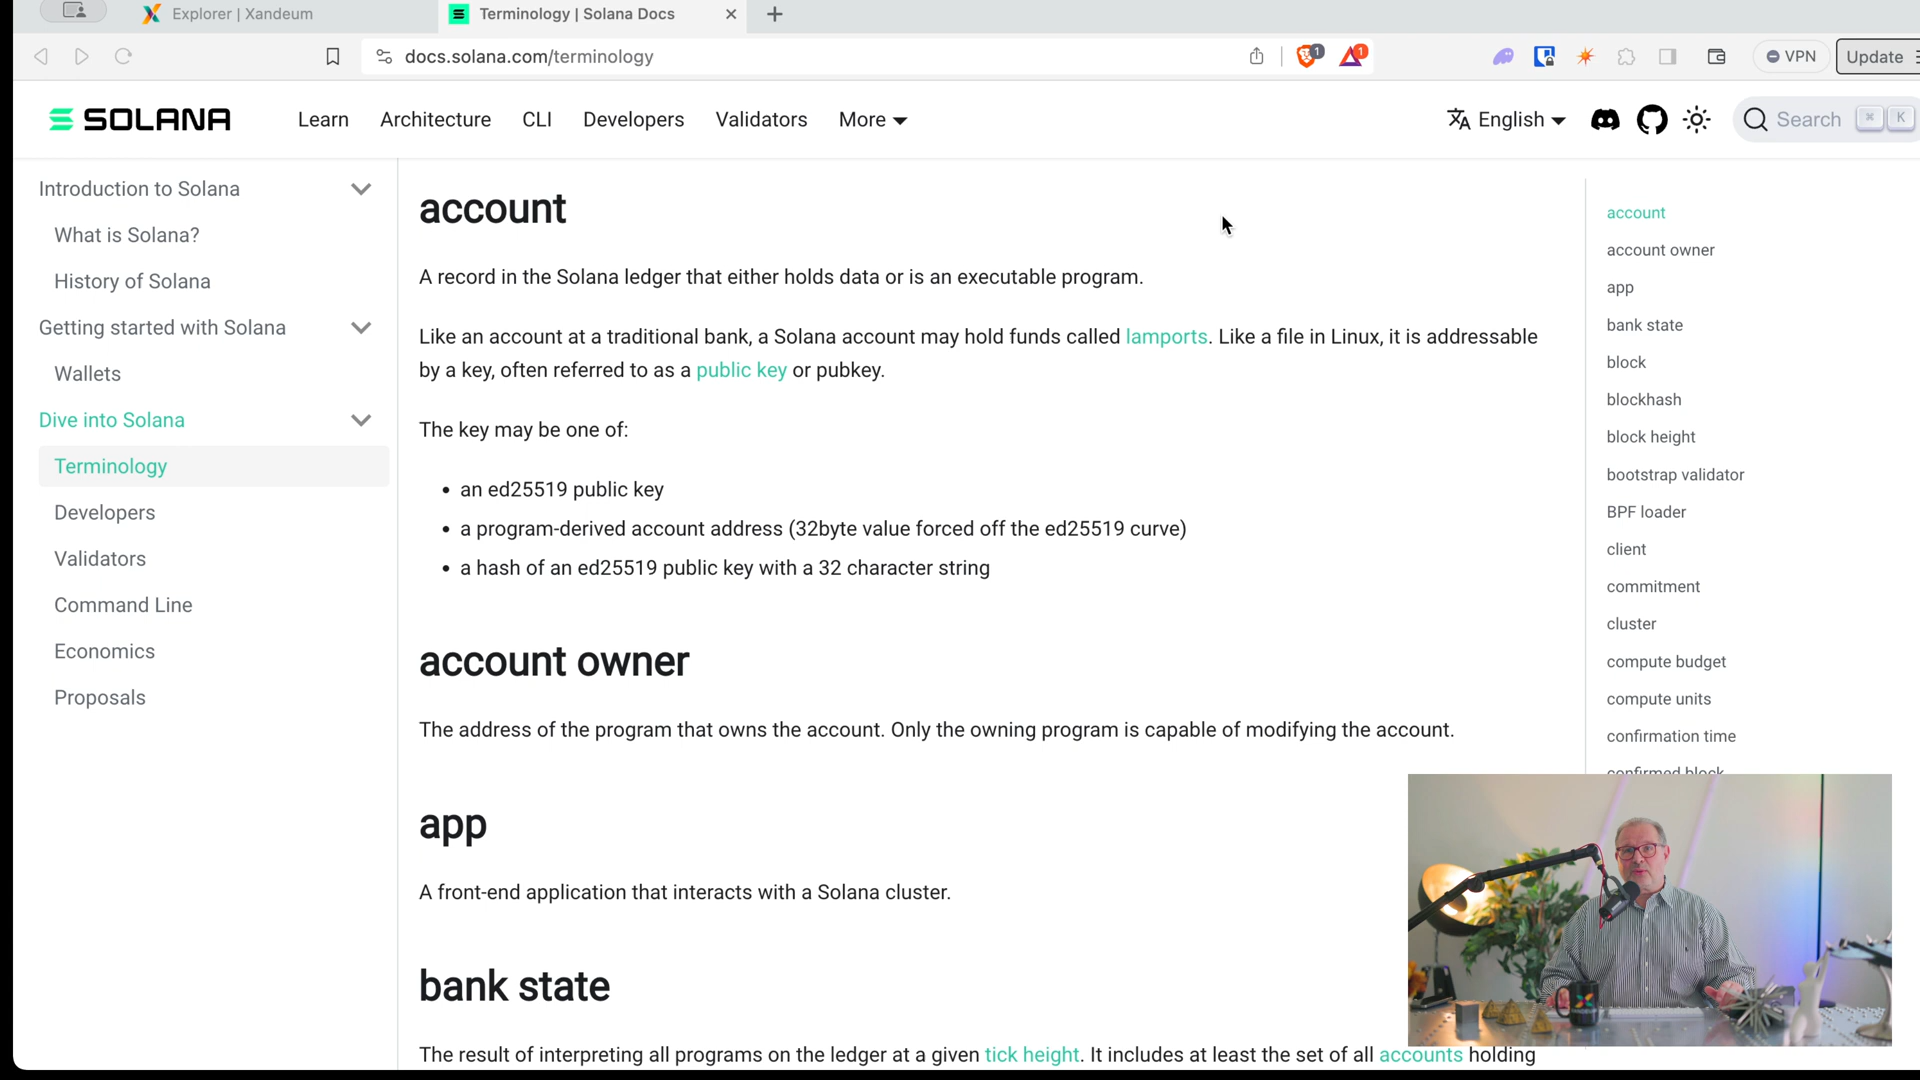 Explorer | Xandeum
Terminology | Solana Docs
docs.solana.com/terminology
1
1
VPN
Update
SOLANA
Learn
Architecture
CLI
Developers
Validators
More
English
Search
⌘ K
Introduction to Solana
What is Solana?
History of Solana
Getting started with Solana
Wallets
Dive into Solana
Terminology
Developers
Validators
Command Line
Economics
Proposals
account
A record in the Solana ledger that either holds data or is an executable program.
Like an account at a traditional bank, a Solana account may hold funds called lamports. Like a file in Linux, it is addressable
by a key, often referred to as a public key or pubkey.
The key may be one of:
• an ed25519 public key
• a program-derived account address (32byte value forced off the ed25519 curve)
• a hash of an ed25519 public key with a 32 character string
account owner
The address of the program that owns the account. Only the owning program is capable of modifying the account.
app
A front-end application that interacts with a Solana cluster.
bank state
The result of interpreting all programs on the ledger at a given tick height. It includes at least the set of all accounts holding
account
account owner
app
bank state
block
blockhash
block height
bootstrap validator
BPF loader
client
commitment
cluster
compute budget
compute units
confirmation time
confirmed block